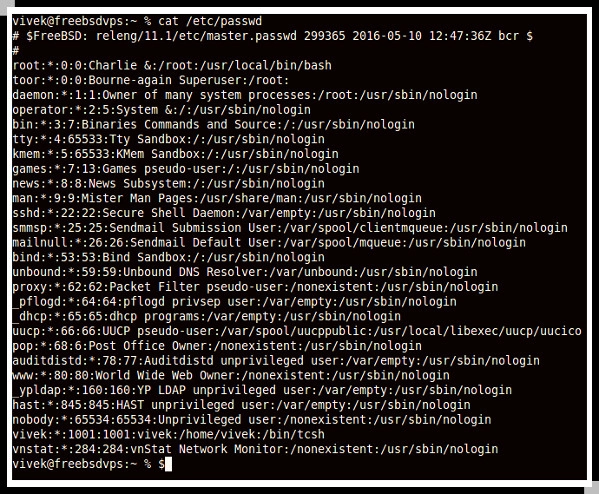 vivek@freebsdvps:~ % cat /etc/passwd
# $FreeBSD: releng/11.1/etc/master.passwd 299365 2016-05-10 12:47:36Z bcr $
#
root:*:0:0:Charlie &:/root:/usr/local/bin/bash
toor:*:0:0:Bourne-again Superuser:/root:
daemon:*:1:1:Owner of many system processes:/root:/usr/sbin/nologin
operator:*:2:5:System &:/:/usr/sbin/nologin
bin:*:3:7:Binaries Commands and Source:/:/usr/sbin/nologin
tty:*:4:65533:Tty Sandbox:/:/usr/sbin/nologin
kmem:*:5:65533:KMem Sandbox:/:/usr/sbin/nologin
games:*:7:13:Games pseudo-user:/:/usr/sbin/nologin
news:*:8:8:News Subsystem:/:/usr/sbin/nologin
man:*:9:9:Mister Man Pages:/usr/share/man:/usr/sbin/nologin
sshd:*:22:22:Secure Shell Daemon:/var/empty:/usr/sbin/nologin
smmsp:*:25:25:Sendmail Submission User:/var/spool/clientmqueue:/usr/sbin/nologin
mailnull:*:26:26:Sendmail Default User:/var/spool/mqueue:/usr/sbin/nologin
bind:*:53:53:Bind Sandbox:/:/usr/sbin/nologin
unbound:*:59:59:Unbound DNS Resolver:/var/unbound:/usr/sbin/nologin
proxy:*:62:62:Packet Filter pseudo-user:/nonexistent:/usr/sbin/nologin
_pflogd:*:64:64:pflogd privsep user:/var/empty:/usr/sbin/nologin
_dhcp:*:65:65:dhcp programs:/var/empty:/usr/sbin/nologin
uucp:*:66:66:UUCP pseudo-user:/var/spool/uucppublic:/usr/local/libexec/uucp/uucico
pop:*:68:6:Post Office Owner:/nonexistent:/usr/sbin/nologin
auditdistd:*:78:77:Auditdistd unprivileged user:/var/empty:/usr/sbin/nologin
www:*:80:80:World Wide Web Owner:/nonexistent:/usr/sbin/nologin
_ypldap:*:160:160:YP LDAP unprivileged user:/var/empty:/usr/sbin/nologin
hast:*:845:845:HAST unprivileged user:/var/empty:/usr/sbin/nologin
nobody:*:65534:65534:Unprivileged user:/nonexistent:/usr/sbin/nologin
vivek:*:1001:1001:vivek:/home/vivek:/bin/tcsh
vnstat:*:284:284:vnStat Network Monitor:/nonexistent:/usr/sbin/nologin
vivek@freebsdvps:~ % $